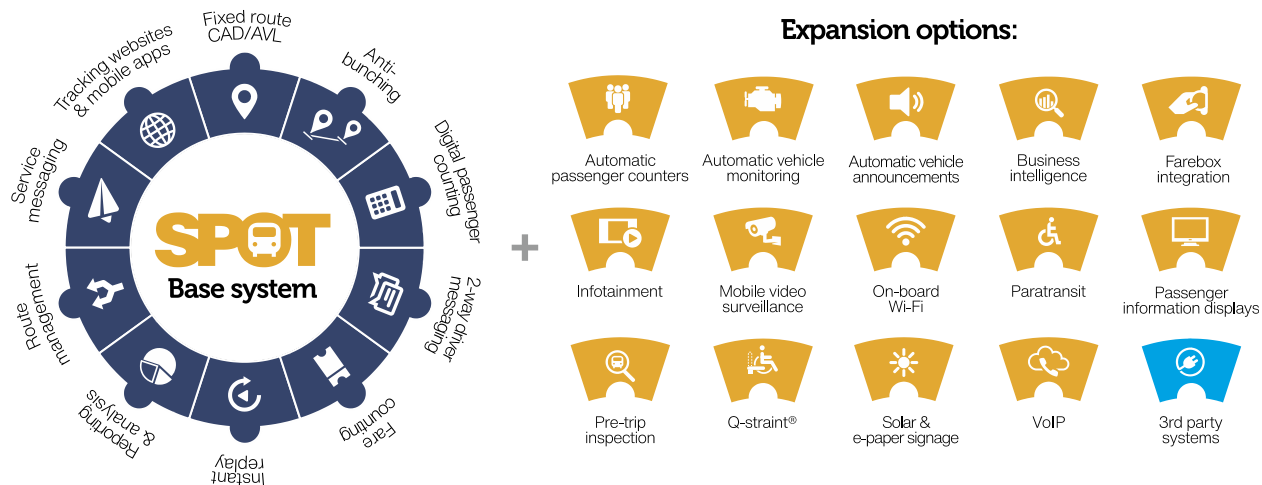 Fixed route
CAD/AVL
Anti-
bunching
Digital passenger
counting
2-way driver
messaging
Fare
counting
Instant
replay
Reporting
& analysis
Route
management
Service
messaging
Tracking websites
& mobile apps
SPOT
Base system
+
Expansion options:
Automatic
passenger counters
Automatic vehicle
monitoring
Automatic vehicle
announcements
Business
intelligence
Farebox
integration
Infotainment
Mobile video
surveillance
On-board
Wi-Fi
Paratransit
Passenger
information displays
Pre-trip
inspection
Q-straint®
Solar &
e-paper signage
VoIP
3rd party
systems